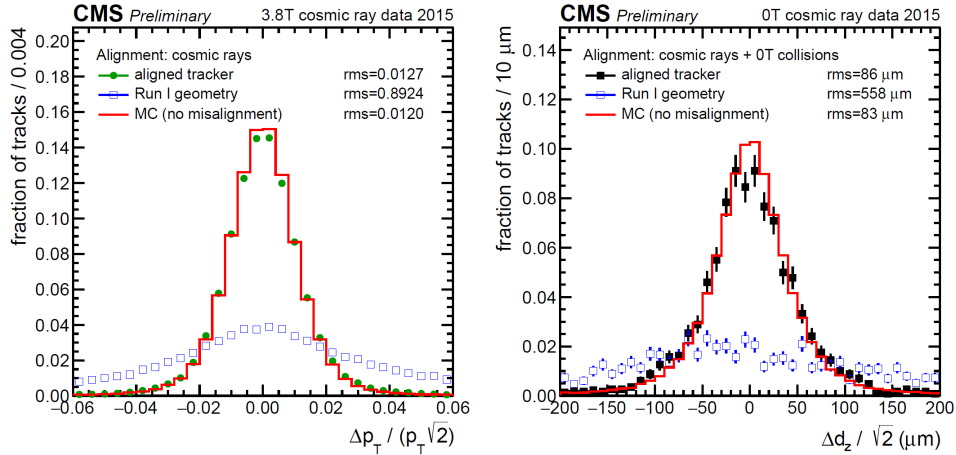 CMS Preliminary 3.8T cosmic ray data 2015
fraction of tracks / 0.004
0.20
0.18
0.16
0.14
0.12
0.10
0.08
0.06
0.04
0.02
0.00
Alignment: cosmic rays
aligned tracker rms=0.0127
Run I geometry rms=0.8924
MC (no misalignment) rms=0.0120
−0.06 −0.04 −0.02 0.00 0.02 0.04 0.06
Δp_T / (p_T√2)
CMS Preliminary 0T cosmic ray data 2015
fraction of tracks / 10 μm
0.14
0.12
0.10
0.08
0.06
0.04
0.02
0.00
Alignment: cosmic rays + 0T collisions
aligned tracker rms=86 μm
Run I geometry rms=558 μm
MC (no misalignment) rms=83 μm
−200 −150 −100 −50 0 50 100 150 200
Δd_z / √2 (μm)